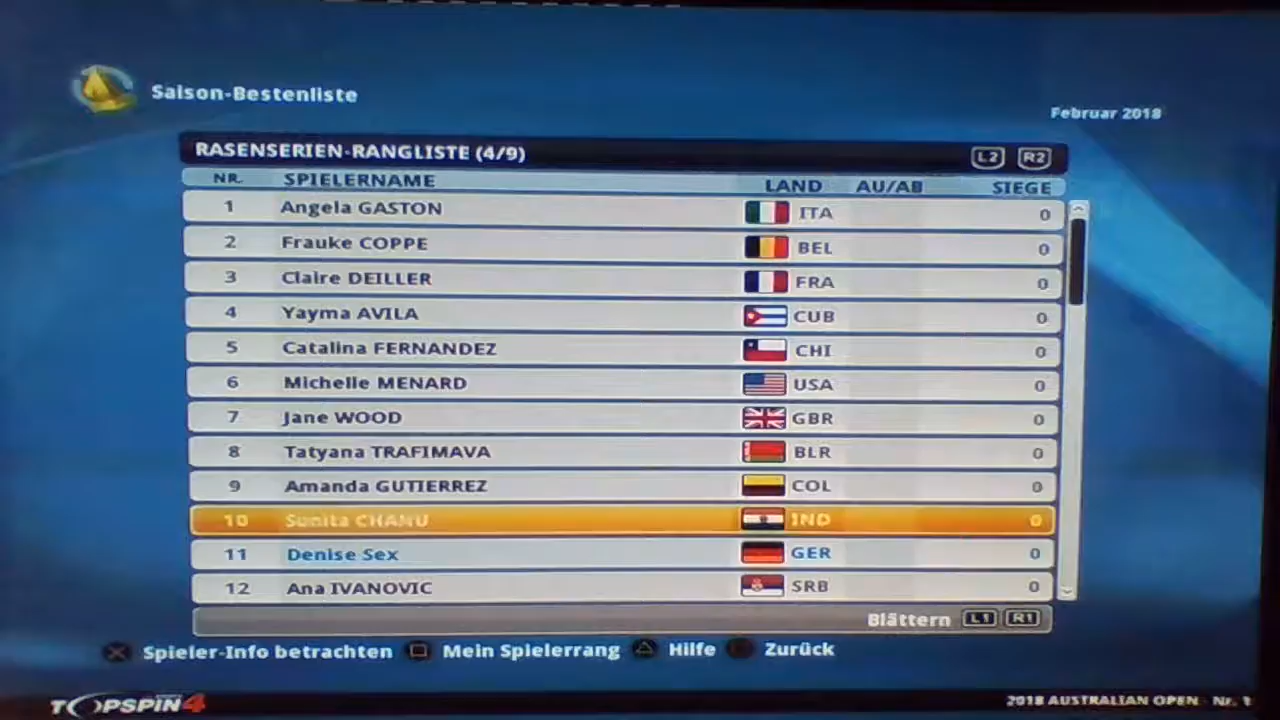 Saison-Bestenliste
Februar 2018
RASENSERIEN-RANGLISTE (4/9) L2 R2
NR. SPIELERNAME LAND AU/AB SIEGE
1 Angela GASTON ITA 0
2 Frauke COPPE BEL 0
3 Claire DEILLER FRA 0
4 Yayma AVILA CUB 0
5 Catalina FERNANDEZ CHI 0
6 Michelle MENARD USA 0
7 Jane WOOD GBR 0
8 Tatyana TRAFIMAVA BLR 0
9 Amanda GUTIERREZ COL 0
10 Sunita CHANU IND 0
11 Denise Sex GER 0
12 Ana IVANOVIC SRB 0
Blättern L1 R1
Spieler-Info betrachten Mein Spielerrang Hilfe Zurück
TOPSPIN 4 2018 AUSTRALIAN OPEN - Nr. 1